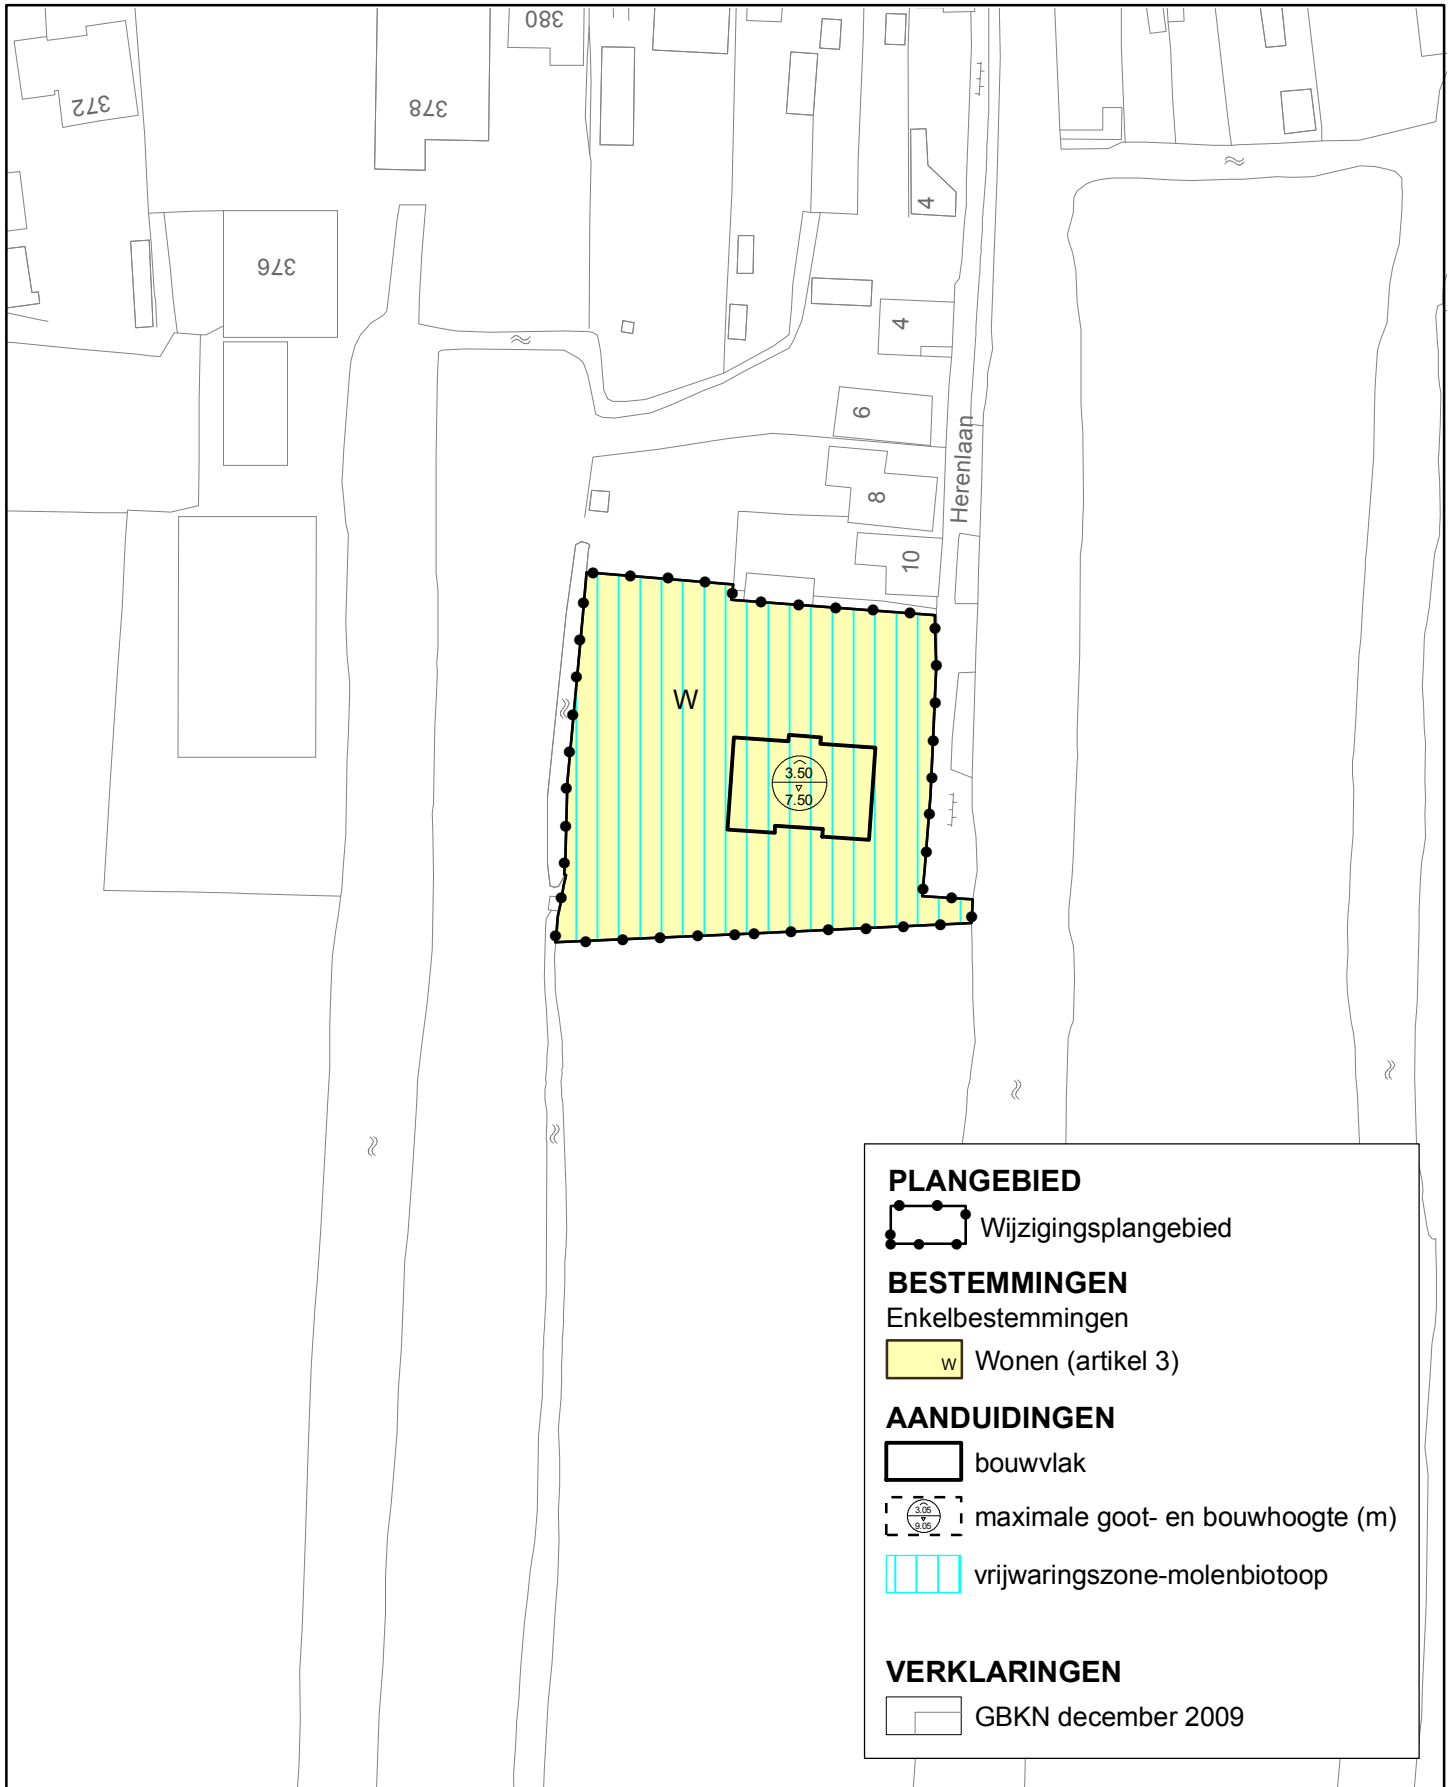 380
372
378
376
4
4
6
Herenlaan
8
10
W
3.50
7.50
PLANGEBIED
Wijzigingsplangebied
BESTEMMINGEN
Enkelbestemmingen
W Wonen (artikel 3)
AANDUIDINGEN
bouwvlak
3.05
9.05
maximale goot- en bouwhoogte (m)
vrijwaringszone-molenbiotoop
VERKLARINGEN
GBKN december 2009